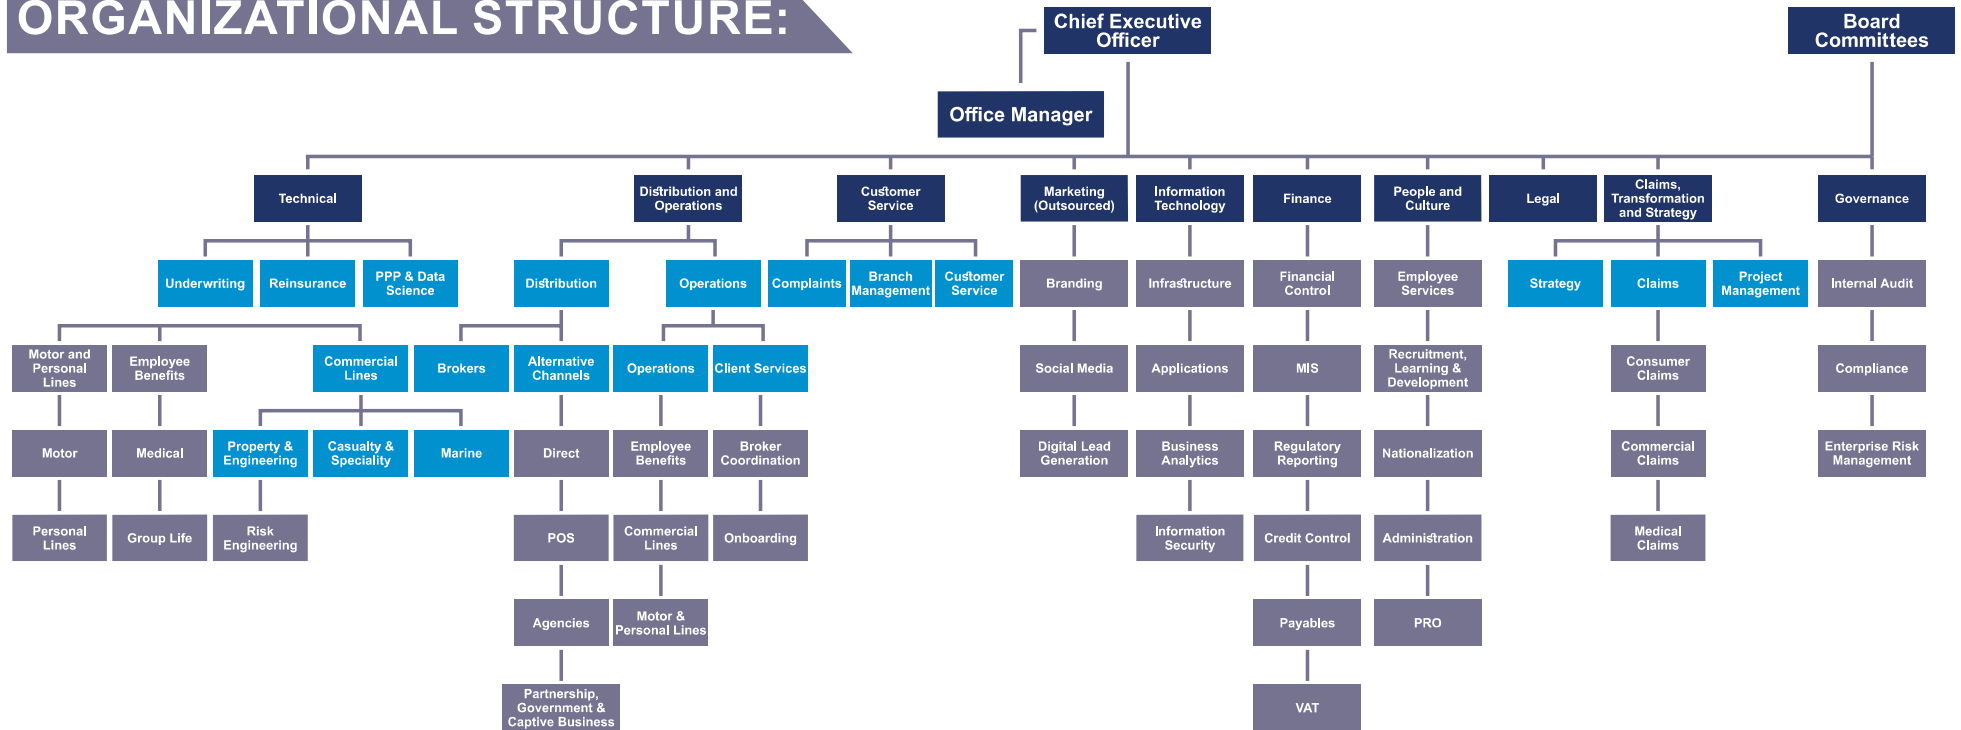 ORGANIZATIONAL STRUCTURE:
Chief Executive
Officer
Board
Committees
Office Manager
Technical
Distribution and
Operations
Customer
Service
Marketing
(Outsourced)
Information
Technology
Finance
People and
Culture
Legal
Claims,
Transformation
and Strategy
Governance
Underwriting
Reinsurance
PPP & Data
Science
Distribution
Operations
Complaints
Branch
Management
Customer
Service
Branding
Infrastructure
Financial
Control
Employee
Services
Strategy
Claims
Project
Management
Internal Audit
Motor and
Personal
Lines
Employee
Benefits
Commercial
Lines
Brokers
Alternative
Channels
Operations
Client Services
Social Media
Applications
MIS
Recruitment,
Learning &
Development
Consumer
Claims
Compliance
Motor
Medical
Property &
Engineering
Casualty &
Speciality
Marine
Direct
Employee
Benefits
Broker
Coordination
Digital Lead
Generation
Business
Analytics
Regulatory
Reporting
Nationalization
Commercial
Claims
Enterprise Risk
Management
Personal
Lines
Group Life
Risk
Engineering
POS
Commercial
Lines
Onboarding
Information
Security
Credit Control
Administration
Medical
Claims
Agencies
Motor &
Personal Lines
Payables
PRO
Partnership,
Government &
Captive Business
VAT